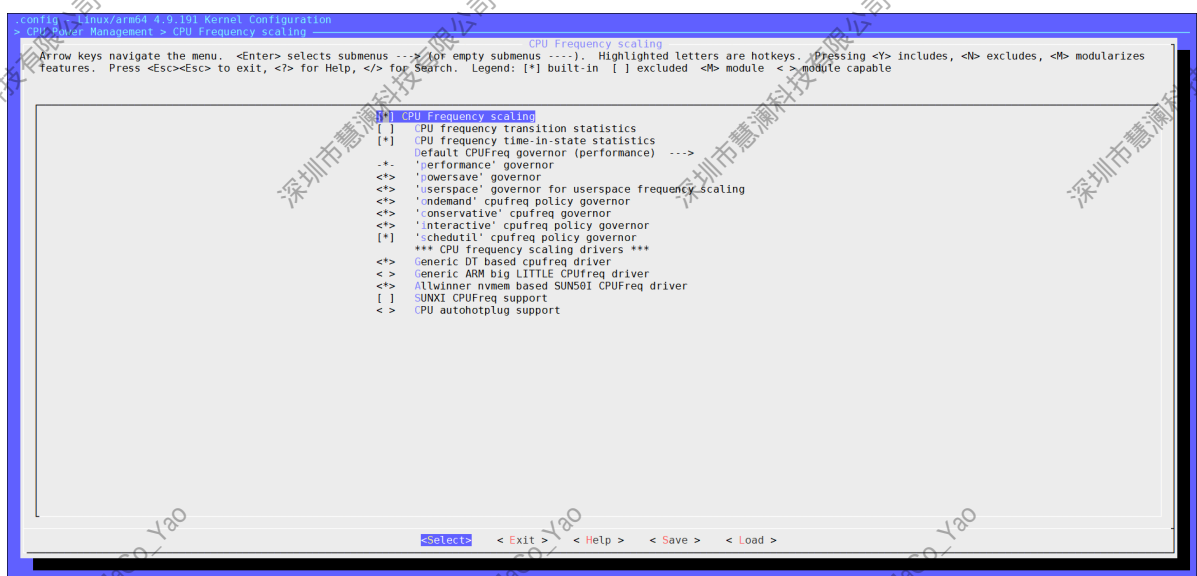 .config - Linux/arm64 4.9.191 Kernel Configuration
> CPU Power Management > CPU Frequency scaling
CPU Frequency scaling
Arrow keys navigate the menu. <Enter> selects submenus ---> (or empty submenus ----). Highlighted letters are hotkeys. Pressing <Y> includes, <N> excludes, <M> modularizes
features. Press <Esc><Esc> to exit, <?> for Help, </> for Search. Legend: [*] built-in [ ] excluded <M> module < > module capable
[*] CPU Frequency scaling
[ ] CPU frequency transition statistics
[*] CPU frequency time-in-state statistics
Default CPUFreq governor (performance) --->
-*- 'performance' governor
<*> 'powersave' governor
<*> 'userspace' governor for userspace frequency scaling
<*> 'ondemand' cpufreq policy governor
<*> 'conservative' cpufreq governor
<*> 'interactive' cpufreq policy governor
[*] 'schedutil' cpufreq policy governor
*** CPU frequency scaling drivers ***
<*> Generic DT based cpufreq driver
< > Generic ARM big LITTLE CPUfreq driver
<*> Allwinner nvmem based SUN50I CPUFreq driver
[ ] SUNXI CPUFreq support
< > CPU autohotplug support
<Select> < Exit > < Help > < Save > < Load >
深圳市慧澜科技有限公司
深圳市慧澜科技有限公司
深圳市慧澜科技
Yao
Yao
Yao